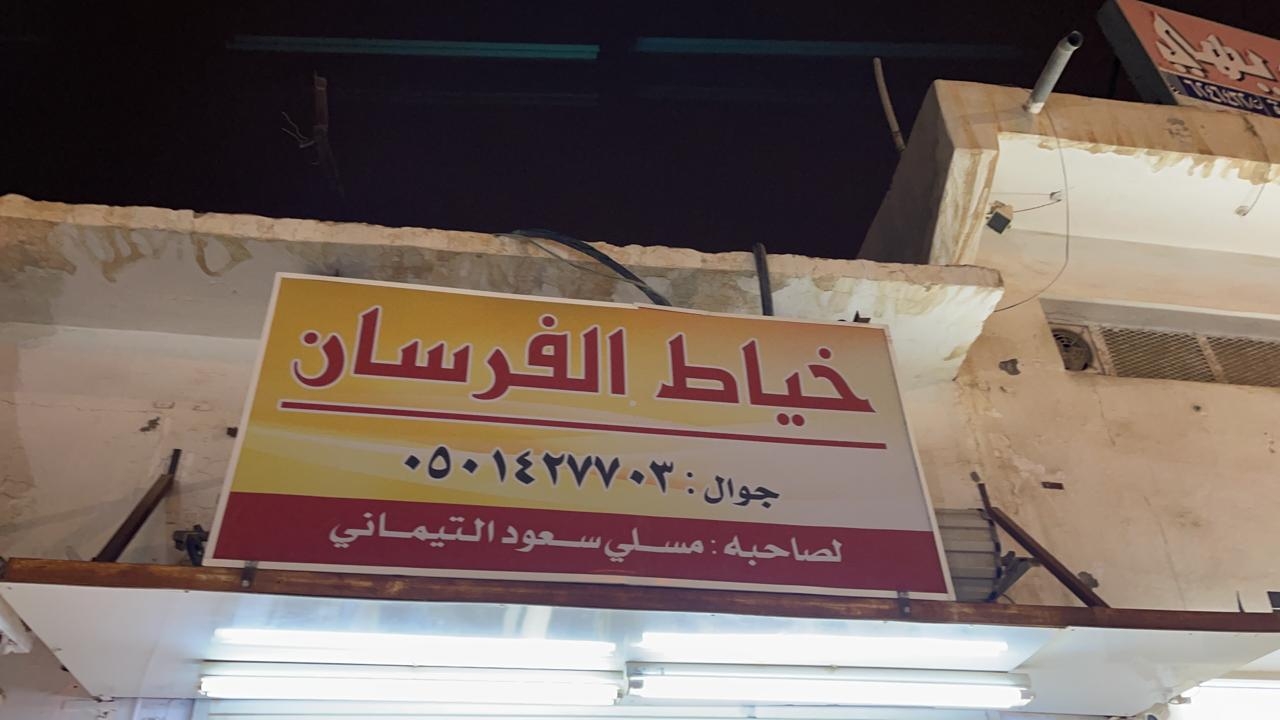 خياط الفرسان
جوال : ٠٥٠١٤٢٧٧٠٣
لصاحبه : مسلي سعود التيماني